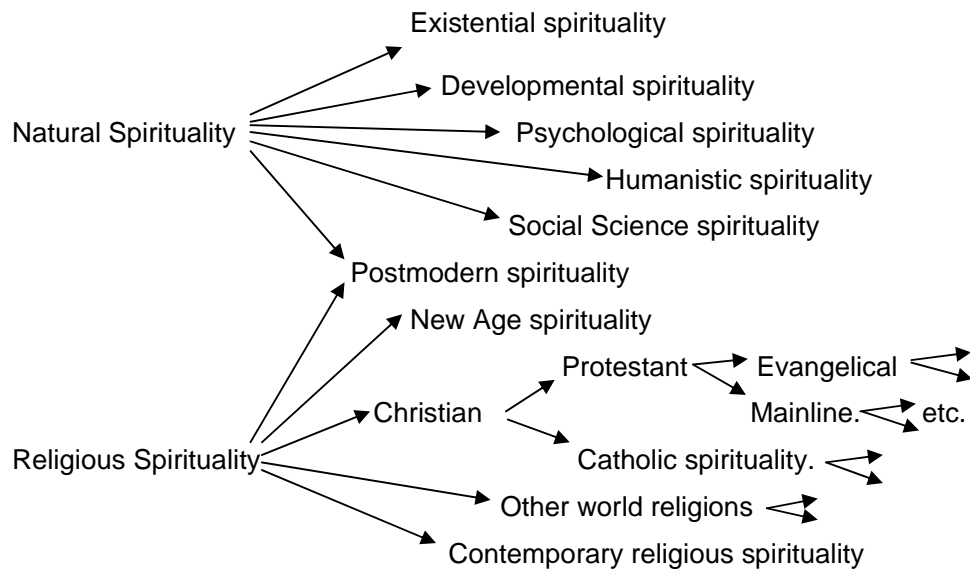 Existential spirituality
Developmental spirituality
Natural Spirituality
Psychological spirituality
Humanistic spirituality
Social Science spirituality
Postmodern spirituality
New Age spirituality
Protestant
Evangelical
Christian
Mainline.
etc.
Religious Spirituality
Catholic spirituality.
Other world religions
Contemporary religious spirituality